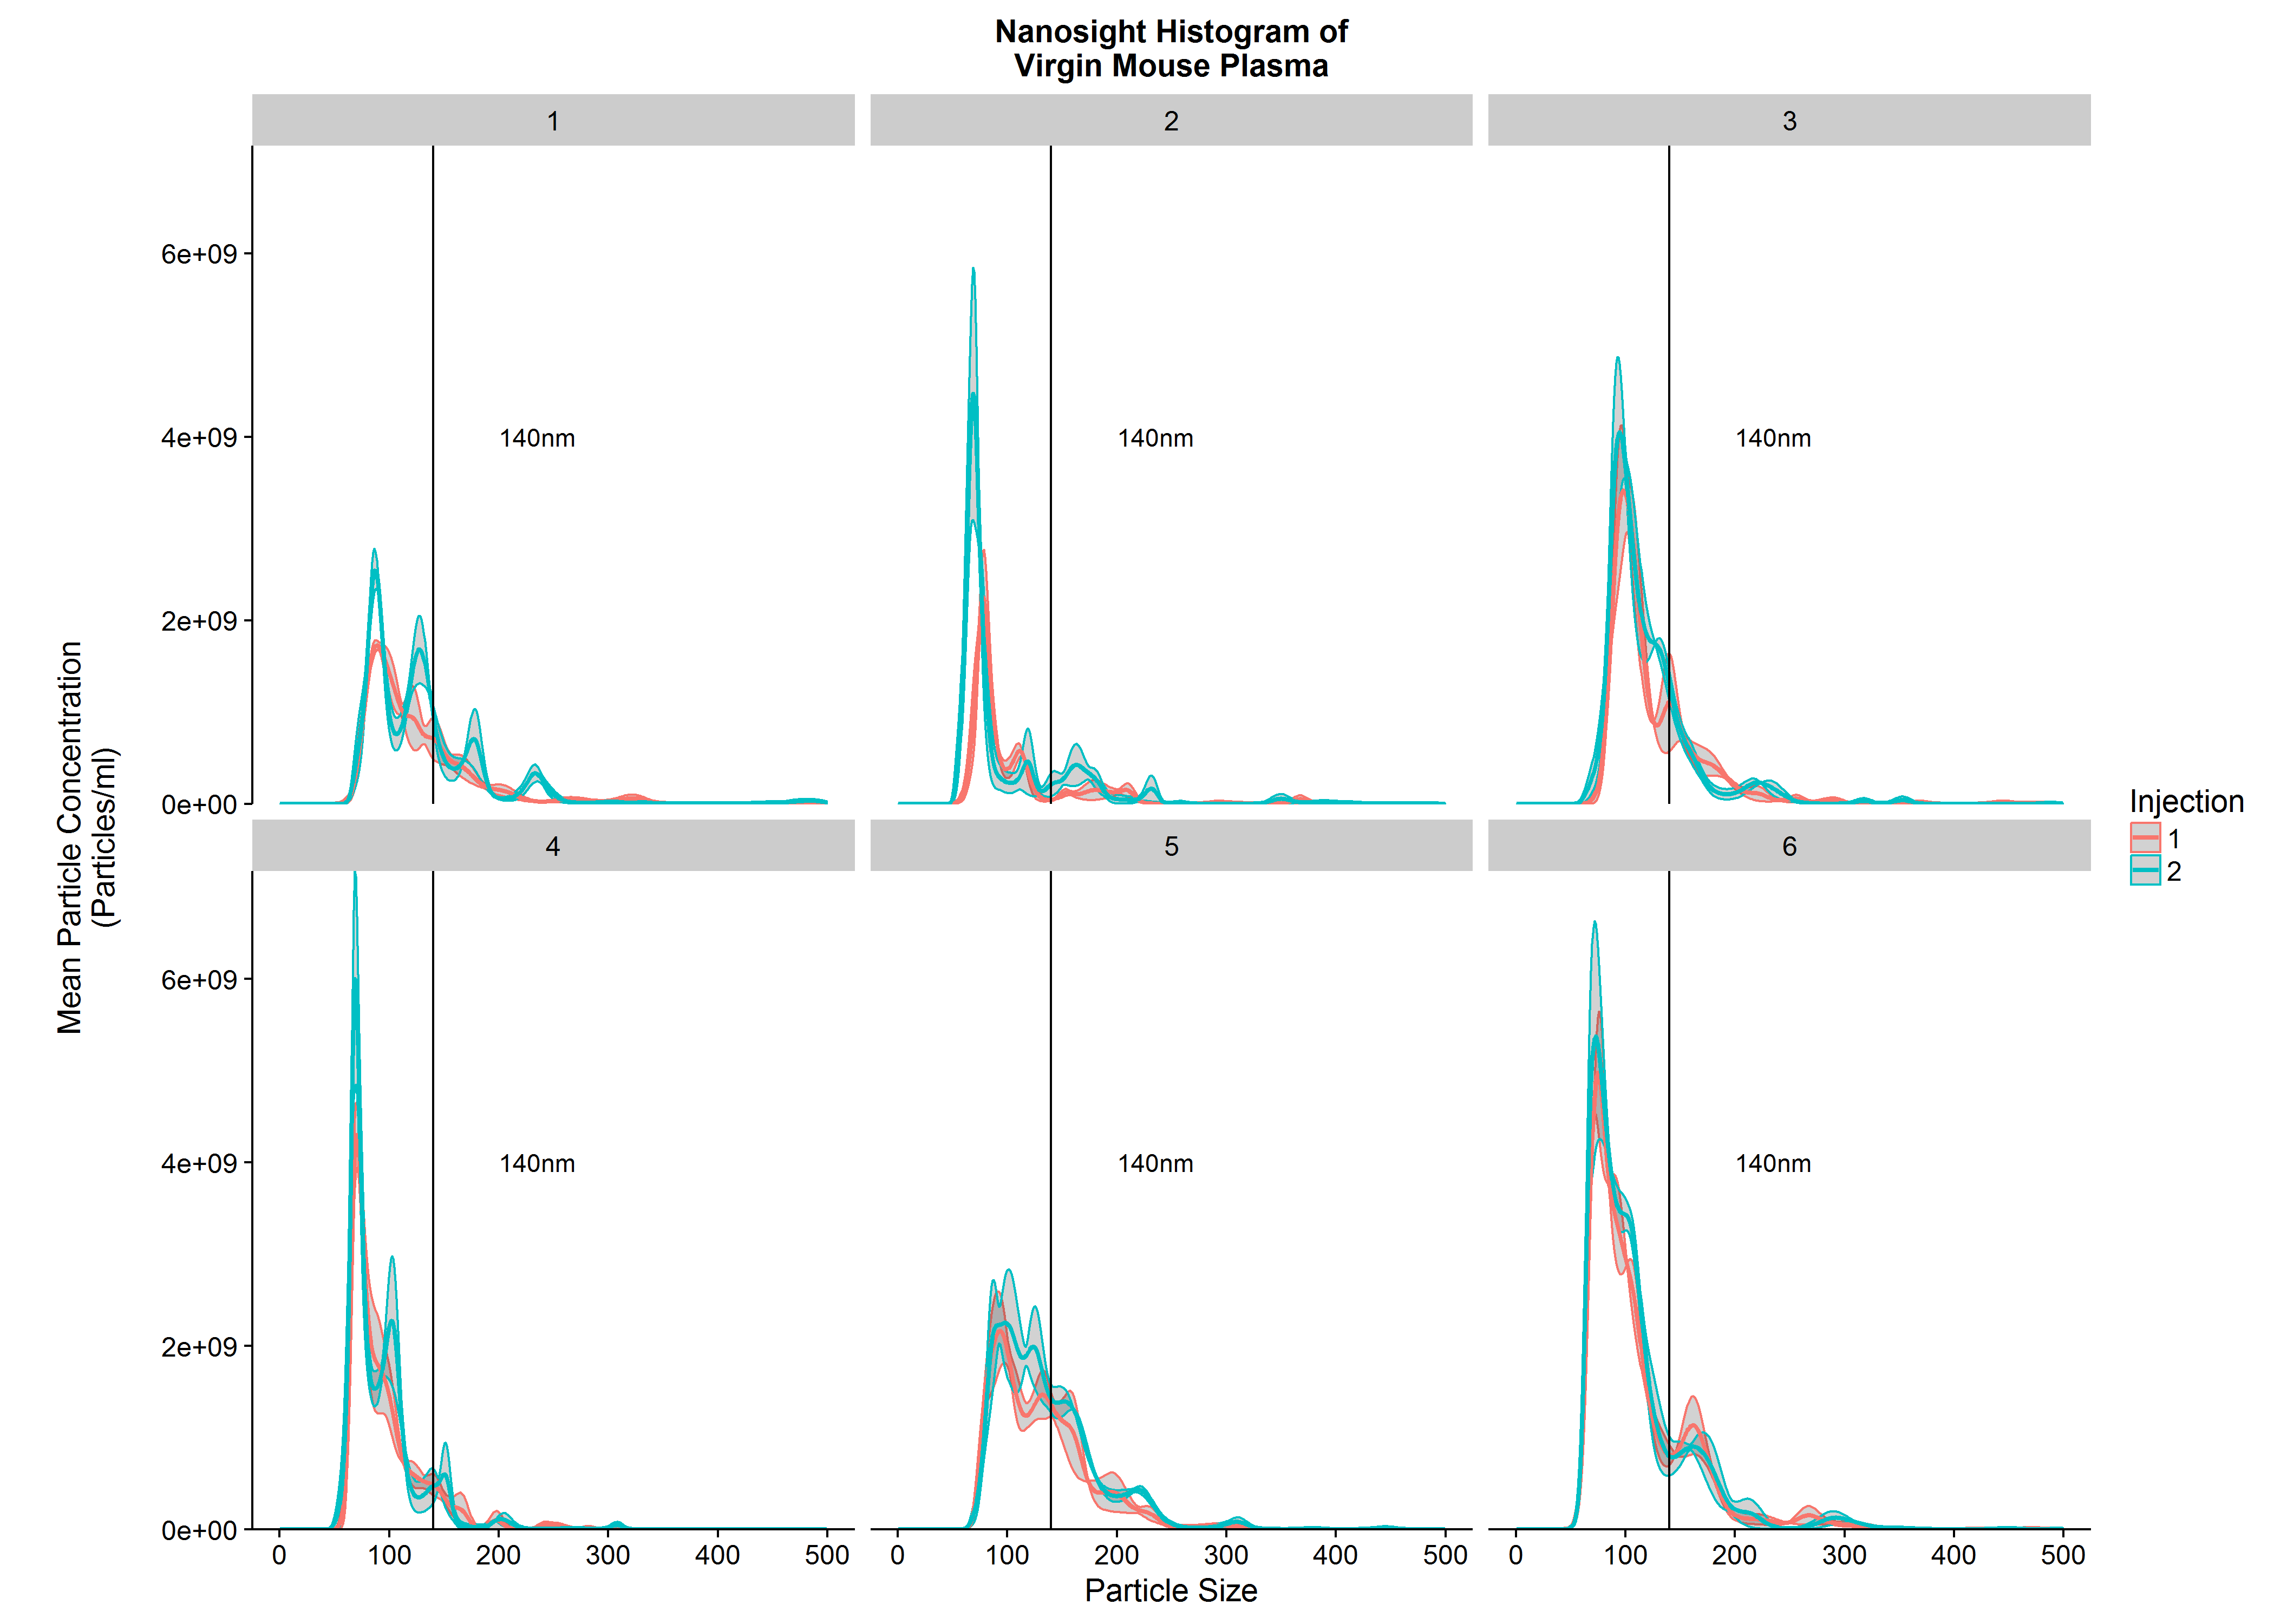 Nanosight Histogram of
Virgin Mouse Plasma
1
2
3
6e+09
4e+09
2e+09
0e+00
140nm
140nm
140nm
4
5
6
6e+09
4e+09
2e+09
0e+00
140nm
140nm
140nm
0 100 200 300 400 500
0 100 200 300 400 500
0 100 200 300 400 500
Particle Size
Mean Particle Concentration
(Particles/ml)
Injection
1
2